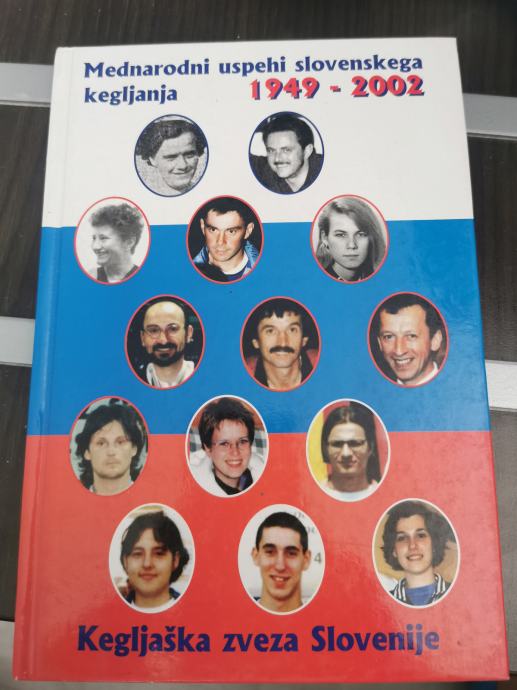 Mednarodni uspehi slovenskega
kegljanja 1949 - 2002
Kegljaška zveza Slovenije